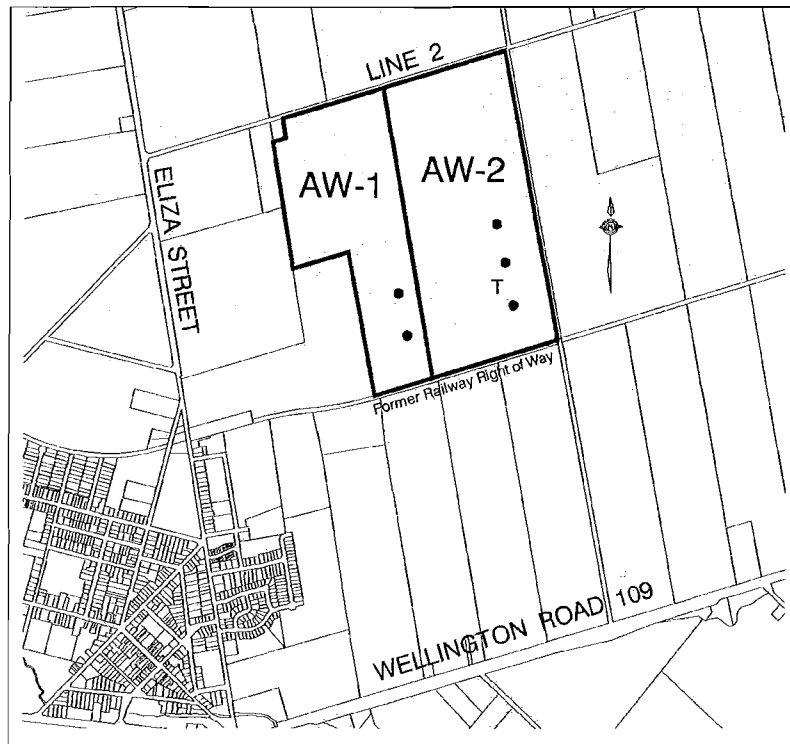 LINE 2
AW-1
AW-2
ELIZA STREET
T
Former Railway Right of Way
WELLINGTON ROAD 109